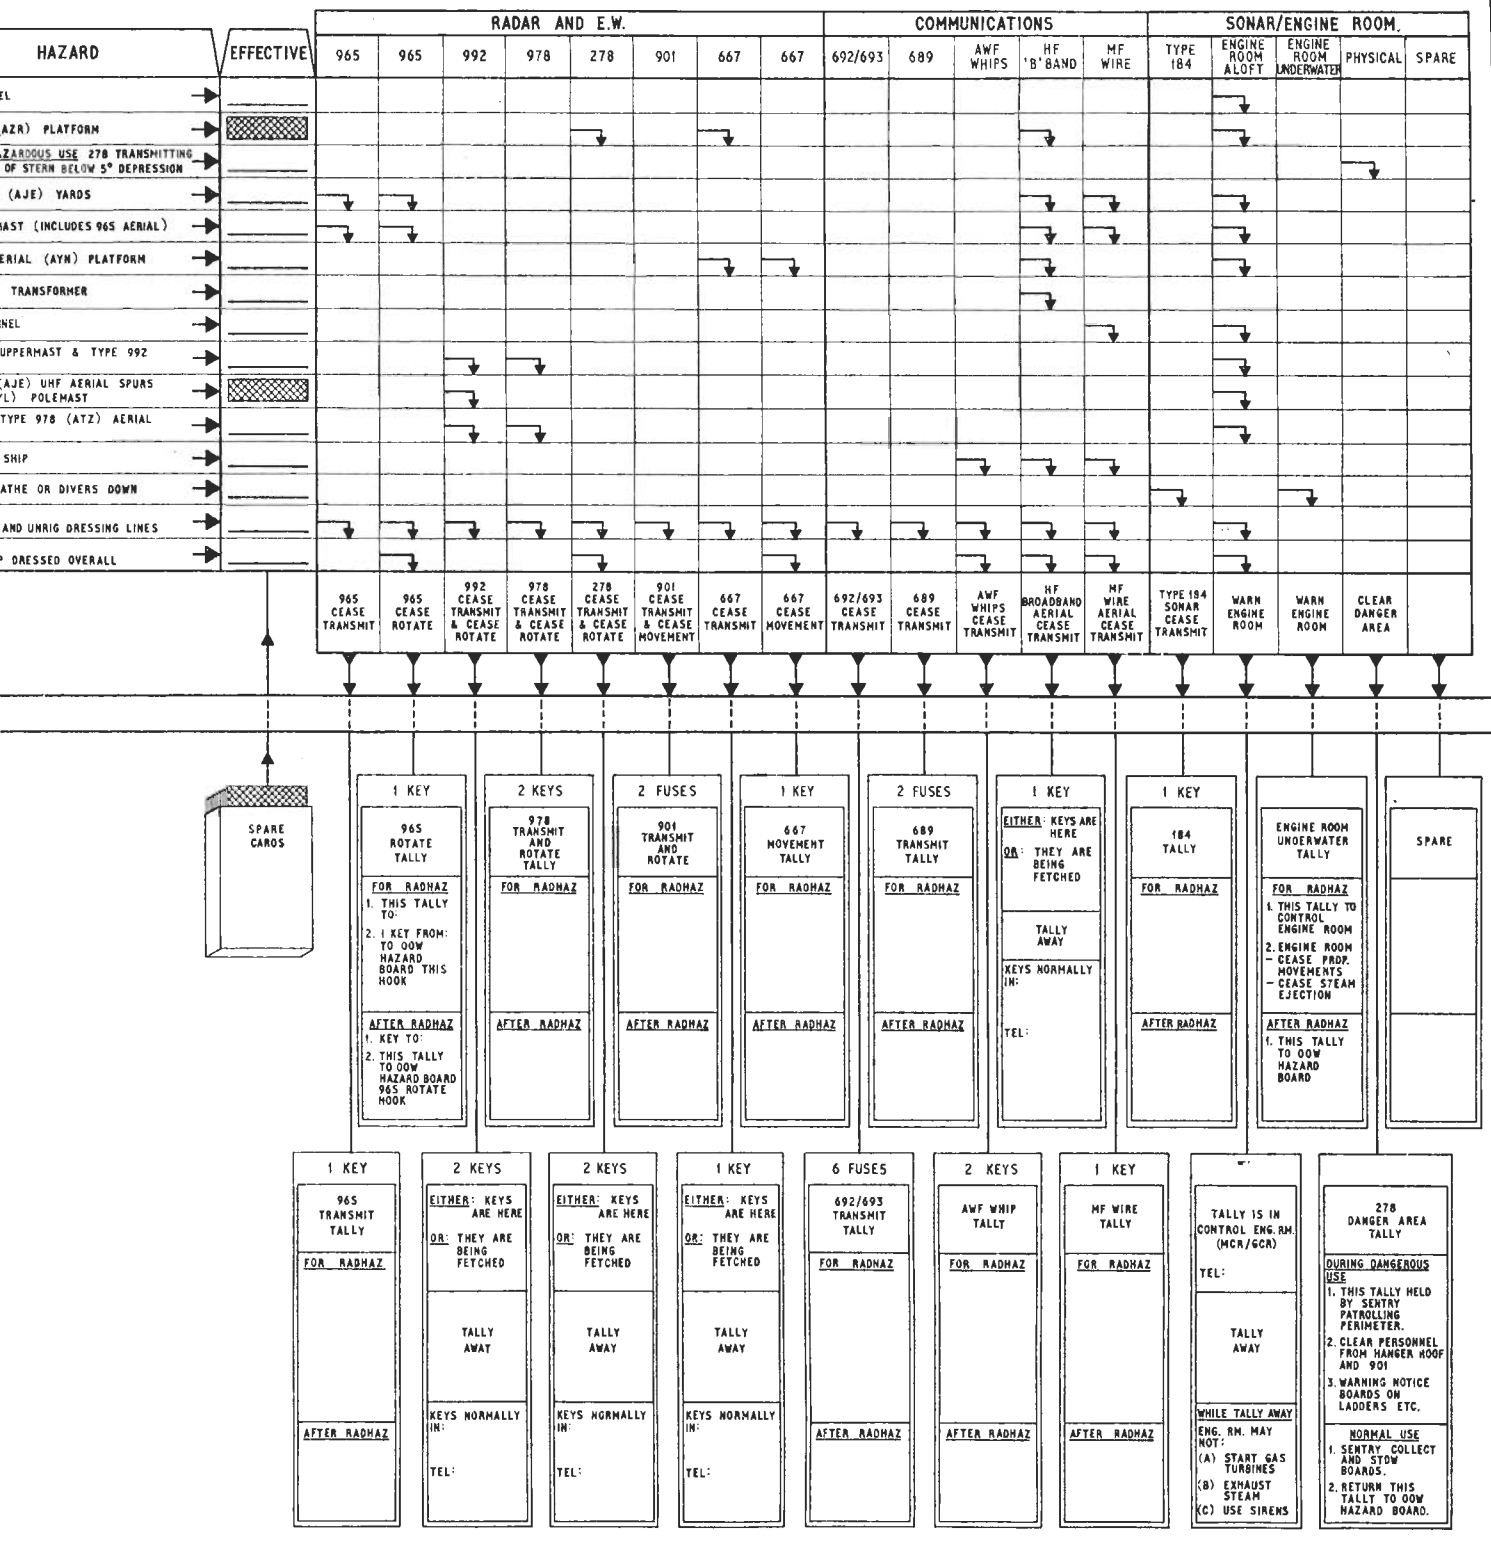 RADAR AND E.W.
COMMUNICATIONS
SONAR/ENGINE ROOM.
HAZARD
EFFECTIVE
965
965
992
978
278
901
667
667
692/693
689
AWF
WHIPS
HF
'B' BAND
MF
WIRE
TYPE
184
ENGINE
ROOM
ALOFT
ENGINE
ROOM
UNDERWATER
PHYSICAL
SPARE
EL
(AZR) PLATFORM
ZARDOUS USE 278 TRANSMITTING
OF STERN BELOW 5° DEPRESSION
(AJE) YARDS
AST (INCLUDES 965 AERIAL)
ERIAL (AYN) PLATFORM
TRANSFORMER
NEL
UPPERMAST & TYPE 992
(AJE) UHF AERIAL SPURS
YL) POLEMAST
TYPE 978 (ATZ) AERIAL
SHIP
ATHE OR DIVERS DOWN
AND UNRIG DRESSING LINES
P DRESSED OVERALL
965
CEASE
TRANSMIT
965
CEASE
ROTATE
992
CEASE
TRANSMIT
& CEASE
ROTATE
978
CEASE
TRANSMIT
& CEASE
ROTATE
278
CEASE
TRANSMIT
& CEASE
ROTATE
901
CEASE
TRANSMIT
& CEASE
MOVEMENT
667
CEASE
TRANSMIT
667
CEASE
MOVEMENT
692/693
CEASE
TRANSMIT
689
CEASE
TRANSMIT
AWF
WHIPS
CEASE
TRANSMIT
HF
BROADBAND
AERIAL
CEASE
TRANSMIT
MF
WIRE
AERIAL
CEASE
TRANSMIT
TYPE 184
SONAR
CEASE
TRANSMIT
WARN
ENGINE
ROOM
WARN
ENGINE
ROOM
CLEAR
DANGER
AREA
SPARE
CARDS
1 KEY
965
ROTATE
TALLY
FOR RADHAZ
1. THIS TALLY
TO:
2. 1 KEY FROM:
TO OOW
HAZARD
BOARD THIS
HOOK
AFTER RADHAZ
1. KEY TO:
2. THIS TALLY
TO OOW
HAZARD BOARD
965 ROTATE
HOOK
2 KEYS
978
TRANSMIT
AND
ROTATE
TALLY
FOR RADHAZ
AFTER RADHAZ
2 FUSES
901
TRANSMIT
AND
ROTATE
FOR RADHAZ
AFTER RADHAZ
1 KEY
667
MOVEMENT
TALLY
FOR RADHAZ
AFTER RADHAZ
2 FUSES
689
TRANSMIT
TALLY
FOR RADHAZ
AFTER RADHAZ
1 KEY
EITHER: KEYS ARE
HERE
OR: THEY ARE
BEING
FETCHED
TALLY
AWAY
KEYS NORMALLY
IN:
TEL:
1 KEY
184
TALLY
FOR RADHAZ
AFTER RADHAZ
ENGINE ROOM
UNDERWATER
TALLY
FOR RADHAZ
1. THIS TALLY TO
CONTROL
ENGINE ROOM
2. ENGINE ROOM
– CEASE PROP.
MOVEMENTS
– CEASE STEAM
EJECTION
AFTER RADHAZ
1. THIS TALLY
TO OOW
HAZARD
BOARD
SPARE
1 KEY
965
TRANSMIT
TALLY
FOR RADHAZ
AFTER RADHAZ
2 KEYS
EITHER: KEYS
ARE HERE
OR: THEY ARE
BEING
FETCHED
TALLY
AWAY
KEYS NORMALLY
IN:
TEL:
2 KEYS
EITHER: KEYS
ARE HERE
OR: THEY ARE
BEING
FETCHED
TALLY
AWAY
KEYS NORMALLY
IN:
TEL:
1 KEY
EITHER: KEYS
ARE HERE
OR: THEY ARE
BEING
FETCHED
TALLY
AWAY
KEYS NORMALLY
IN:
TEL:
6 FUSES
692/693
TRANSMIT
TALLY
FOR RADHAZ
AFTER RADHAZ
2 KEYS
AWF WHIP
TALLY
FOR RADHAZ
AFTER RADHAZ
1 KEY
MF WIRE
TALLY
FOR RADHAZ
AFTER RADHAZ
TALLY IS IN
CONTROL ENG. RM.
(MCR/GCR)
TEL:
TALLY
AWAY
WHILE TALLY AWAY
ENG. RM. MAY
NOT:
(A) START GAS
TURBINES
(B) EXHAUST
STEAM
(C) USE SIRENS
278
DANGER AREA
TALLY
DURING DANGEROUS
USE
1. THIS TALLY HELD
BY SENTRY
PATROLLING
PERIMETER.
2. CLEAR PERSONNEL
FROM HANGER ROOF
AND 901
3. WARNING NOTICE
BOARDS ON
LADDERS ETC.
NORMAL USE
1. SENTRY COLLECT
AND STOW
BOARDS.
2. RETURN THIS
TALLY TO OOW
HAZARD BOARD.